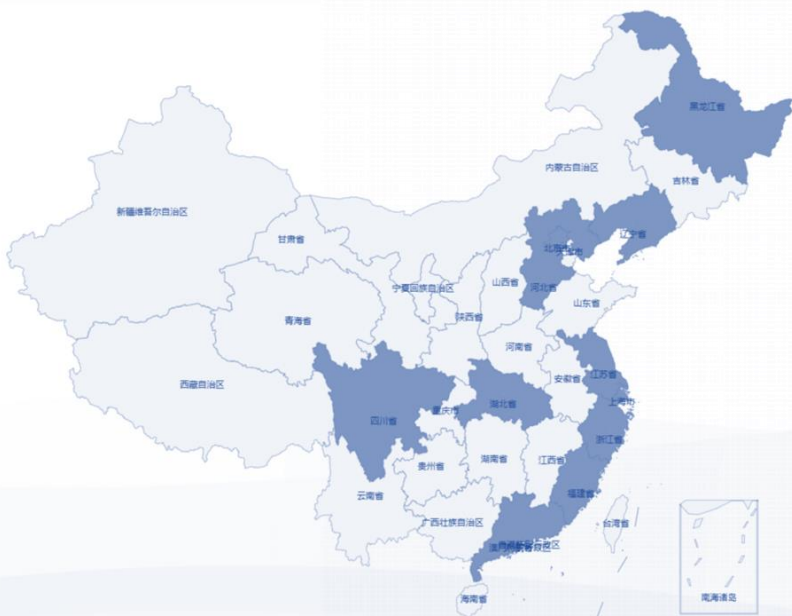 黑龙江省
内蒙古自治区
吉林省
新疆维吾尔自治区
辽宁省
甘肃省
北京市
天津市
山西省
宁夏回族自治区
河北省
山东省
青海省
陕西省
河南省
江苏省
安徽省
西藏自治区
上海市
湖北省
重庆市
四川省
浙江省
湖南省
江西省
贵州省
云南省
福建省
广西壮族自治区
台湾省
海南省
南海诸岛